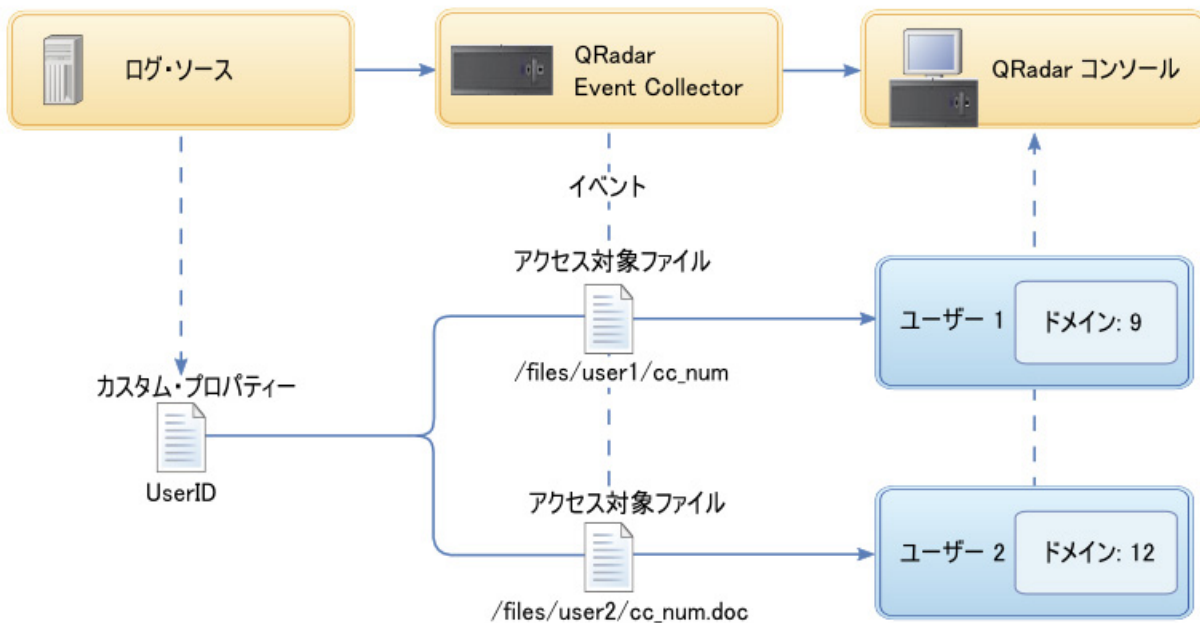 ログ・ソース
QRadar
Event Collector
QRadar コンソール
イベント
アクセス対象ファイル
/files/user1/cc_num
ユーザー 1
ドメイン: 9
カスタム・プロパティー
UserID
アクセス対象ファイル
/files/user2/cc_num.doc
ユーザー 2
ドメイン: 12